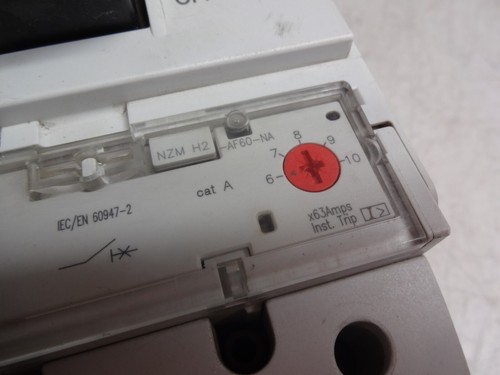 NZM H2 -AF60-NA
cat A
IEC/EN 60947-2
6 7 8 9 10
x63Amps
Inst. Trip I>